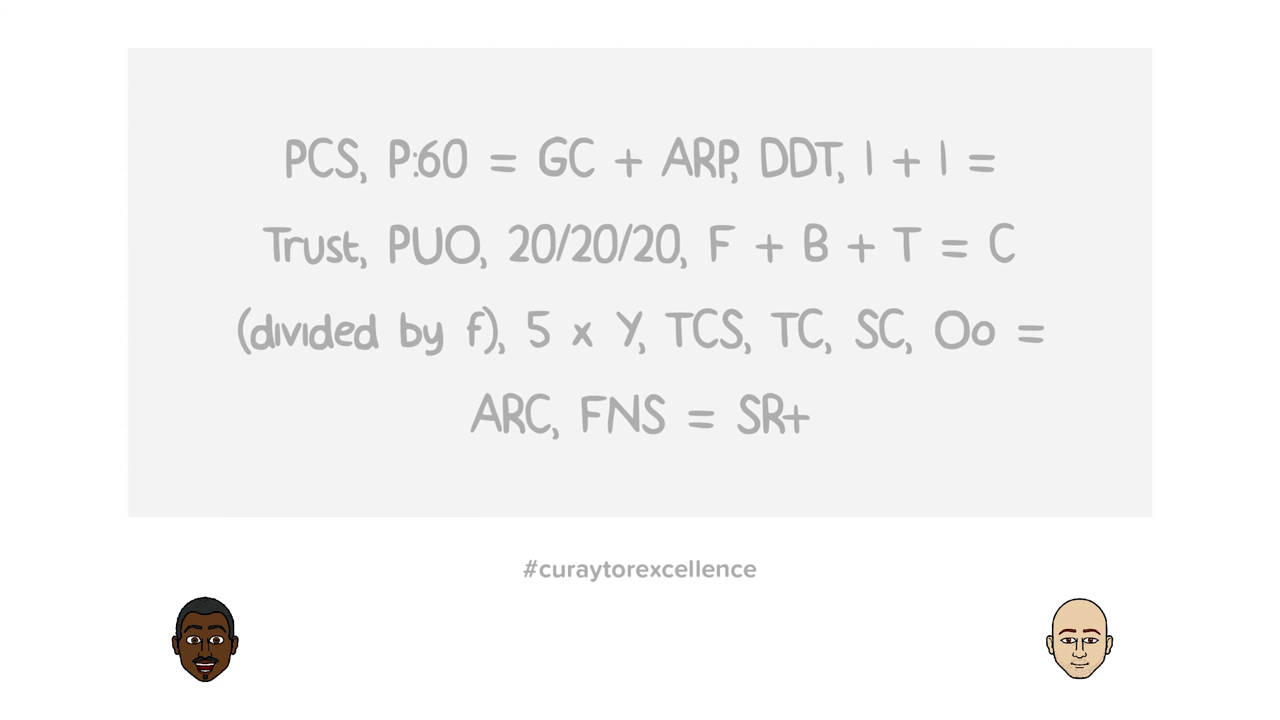 PCS, P:60 = GC + ARP, DDT, 1 + 1 =
Trust, PUO, 20/20/20, F + B + T = C
(divided by f), 5 x Y, TCS, TC, SC, Oo =
ARC, FNS = SR+
#curaytorexcellence